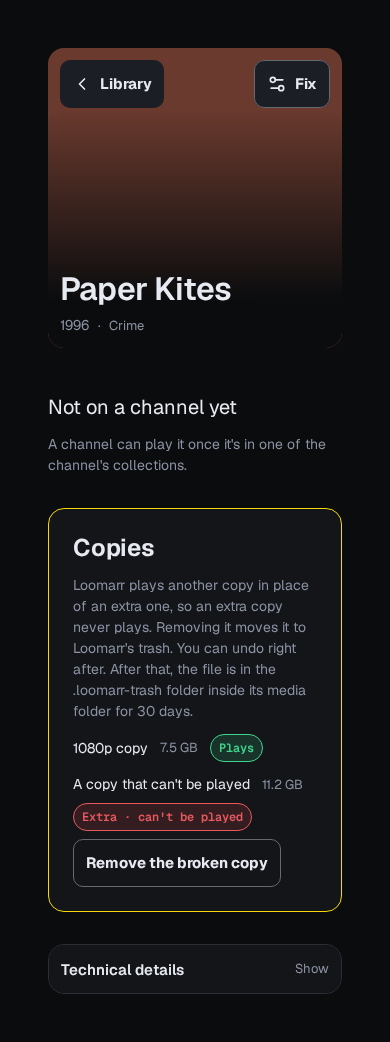 Library
Fix
Paper Kites
1996 · Crime
Not on a channel yet
A channel can play it once it's in one of the
channel's collections.
Copies
Loomarr plays another copy in place
of an extra one, so an extra copy
never plays. Removing it moves it to
Loomarr's trash. You can undo right
after. After that, the file is in the
.loomarr-trash folder inside its media
folder for 30 days.
1080p copy 7.5 GB Plays
A copy that can't be played 11.2 GB
Extra · can't be played
Remove the broken copy
Technical details Show